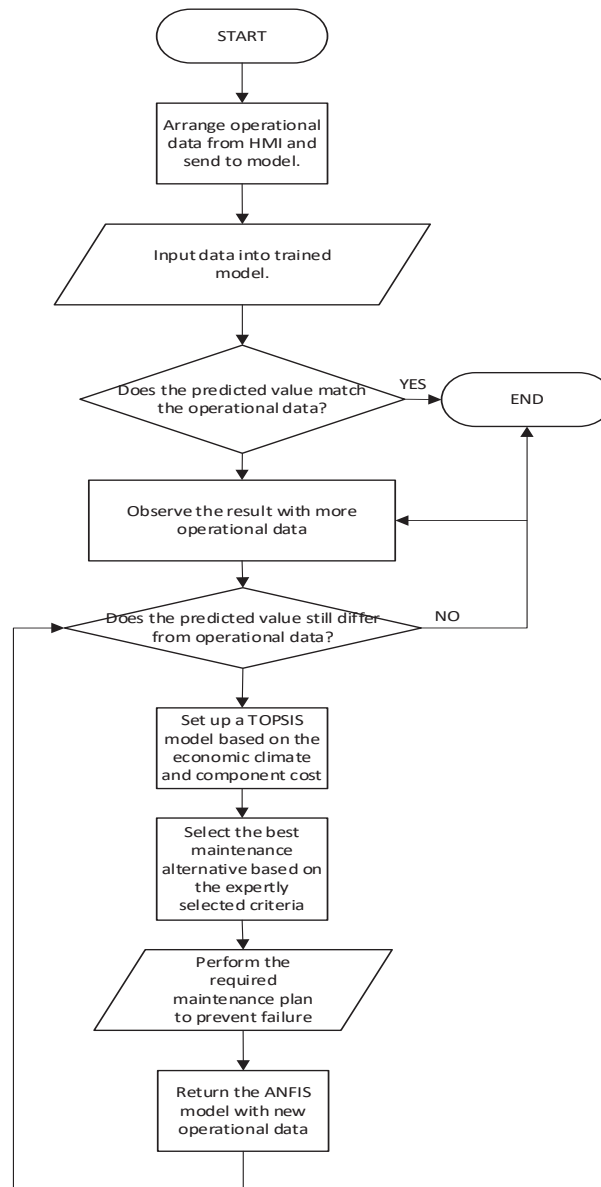 START
Arrange operational
data from HMI and
send to model.
Input data into trained
model.
Does the predicted value match
the operational data?
YES
END
Observe the result with more
operational data
Does the predicted value still differ
from operational data?
NO
Set up a TOPSIS
model based on the
economic climate
and component cost
Select the best
maintenance
alternative based on
the expertly
selected criteria
Perform the
required
maintenance plan
to prevent failure
Return the ANFIS
model with new
operational data